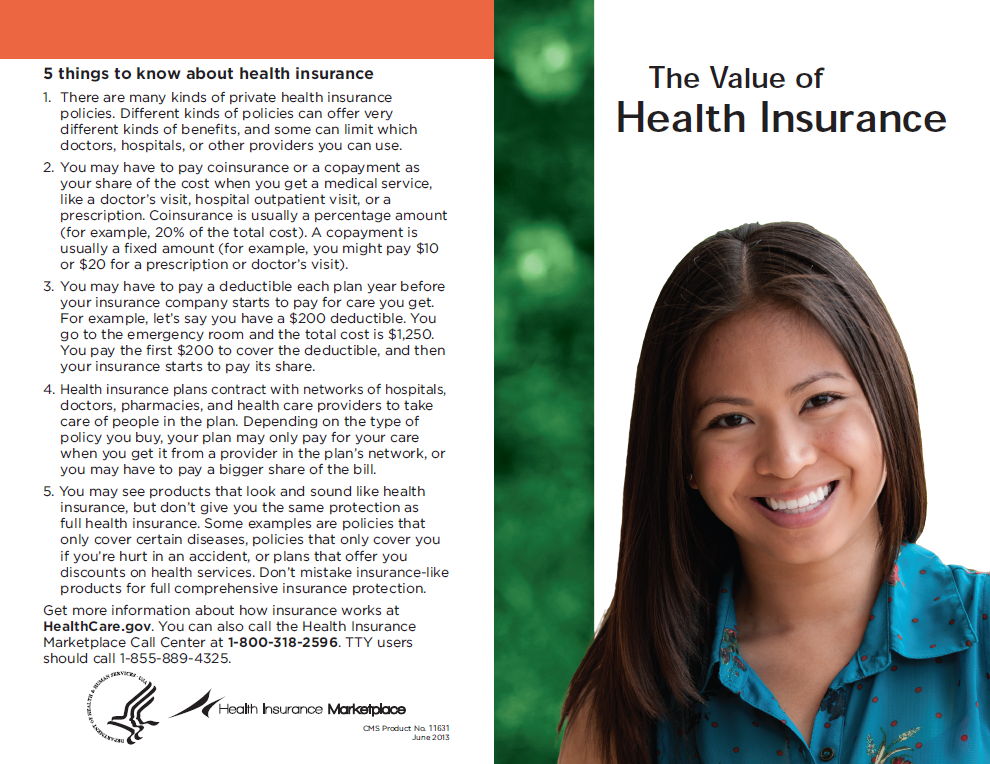 5 things to know about health insurance
1. There are many kinds of private health insurance
policies. Different kinds of policies can offer very
different kinds of benefits, and some can limit which
doctors, hospitals, or other providers you can use.
2. You may have to pay coinsurance or a copayment as
your share of the cost when you get a medical service,
like a doctor’s visit, hospital outpatient visit, or a
prescription. Coinsurance is usually a percentage amount
(for example, 20% of the total cost). A copayment is
usually a fixed amount (for example, you might pay $10
or $20 for a prescription or doctor’s visit).
3. You may have to pay a deductible each plan year before
your insurance company starts to pay for care you get.
For example, let’s say you have a $200 deductible. You
go to the emergency room and the total cost is $1,250.
You pay the first $200 to cover the deductible, and then
your insurance starts to pay its share.
4. Health insurance plans contract with networks of hospitals,
doctors, pharmacies, and health care providers to take
care of people in the plan. Depending on the type of
policy you buy, your plan may only pay for your care
when you get it from a provider in the plan’s network, or
you may have to pay a bigger share of the bill.
5. You may see products that look and sound like health
insurance, but don’t give you the same protection as
full health insurance. Some examples are policies that
only cover certain diseases, policies that only cover you
if you’re hurt in an accident, or plans that offer you
discounts on health services. Don’t mistake insurance-like
products for full comprehensive insurance protection.
Get more information about how insurance works at
HealthCare.gov. You can also call the Health Insurance
Marketplace Call Center at 1-800-318-2596. TTY users
should call 1-855-889-4325.
DEPARTMENT OF HEALTH & HUMAN SERVICES • USA
Health Insurance Marketplace
CMS Product No. 11631
June 2013
The Value of
Health Insurance